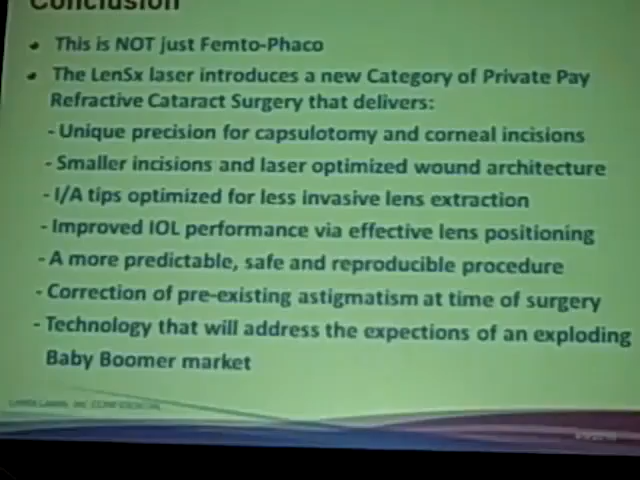 Conclusion
• This is NOT just Femto-Phaco
• The LenSx laser introduces a new Category of Private Pay
Refractive Cataract Surgery that delivers:
- Unique precision for capsulotomy and corneal incisions
- Smaller incisions and laser optimized wound architecture
- I/A tips optimized for less invasive lens extraction
- Improved IOL performance via effective lens positioning
- A more predictable, safe and reproducible procedure
- Correction of pre-existing astigmatism at time of surgery
- Technology that will address the expections of an exploding
Baby Boomer market